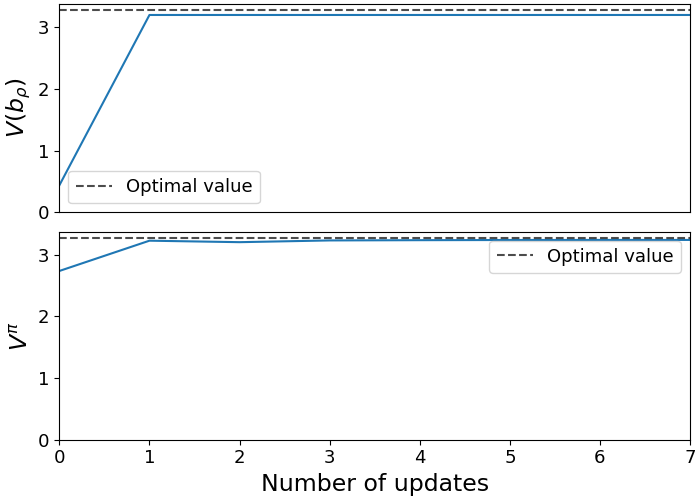 3
2
1
0
V(b_ρ)
Optimal value
3
2
1
0
V^π
Optimal value
0 1 2 3 4 5 6 7
Number of updates